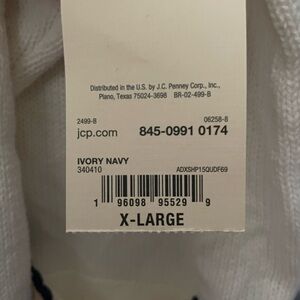 Distributed in the U.S. by J.C. Penney Corp., Inc.,
Plano, Texas 75024-3698 BR-02-499-B
2499-B 06258-8
jcp.com 845-0991 0174
IVORY NAVY
340410 ADXSHP15QUDF69
1 96098 95529 9
X-LARGE